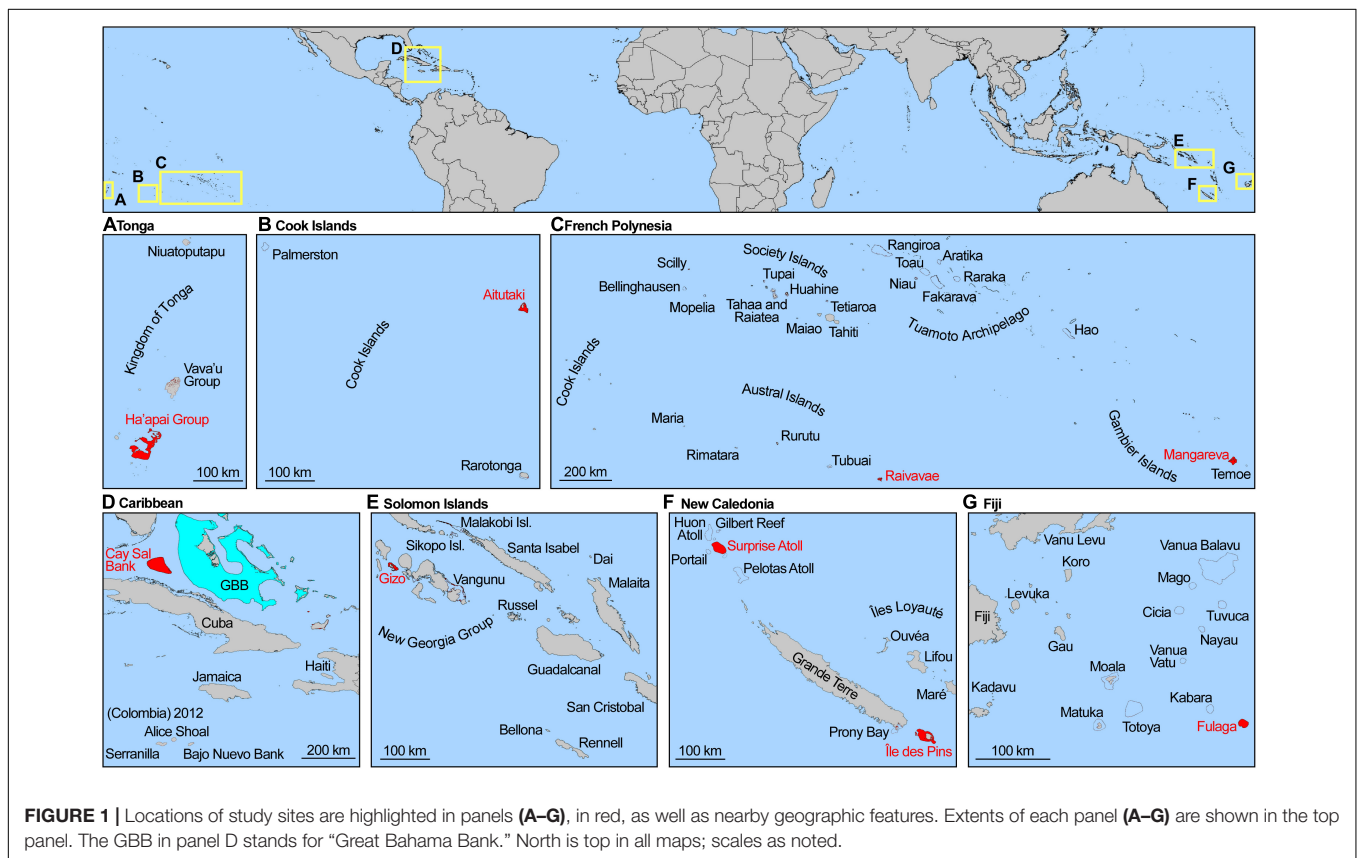 D
E
C
G
B
F
A
A Tonga
Niuatoputapu
Kingdom of Tonga
Vava'u
Group
Ha'apai Group
100 km
B Cook Islands
Palmerston
Aitutaki
Cook Islands
Rarotonga
100 km
C French Polynesia
Rangiroa
Society Islands
Toau
Aratika
Scilly
Tupai
Raraka
Bellinghausen
Huahine
Niau
Fakarava
Mopelia
Tahaa and
Raiatea
Tetiaroa
Maiao
Tahiti
Tuamoto Archipelago
Hao
Cook Islands
Austral Islands
Maria
Rurutu
Gambier Islands
Rimatara
Tubuai
Mangareva
200 km
Raivavae
Temoe
D Caribbean
Cay Sal
Bank
GBB
Cuba
Haiti
Jamaica
(Colombia) 2012
Alice Shoal
Serranilla
Bajo Nuevo Bank
200 km
E Solomon Islands
Malakobi Isl.
Sikopo Isl.
Santa Isabel
Dai
Gizo
Vangunu
Malaita
Russel
New Georgia Group
Guadalcanal
San Cristobal
Bellona
Rennell
100 km
F New Caledonia
Huon
Atoll
Gilbert Reef
Surprise Atoll
Portail
Pelotas Atoll
Îles Loyauté
Ouvéa
Lifou
Grande Terre
Maré
Prony Bay
100 km
Île des Pins
G Fiji
Vanu Levu
Vanua Balavu
Koro
Mago
Levuka
Cicia
Tuvuca
Fiji
Nayau
Gau
Vanua
Vatu
Moala
Kadavu
Kabara
Matuka
Totoya
Fulaga
100 km
FIGURE 1 | Locations of study sites are highlighted in panels (A–G), in red, as well as nearby geographic features. Extents of each panel (A–G) are shown in the top
panel. The GBB in panel D stands for “Great Bahama Bank.” North is top in all maps; scales as noted.